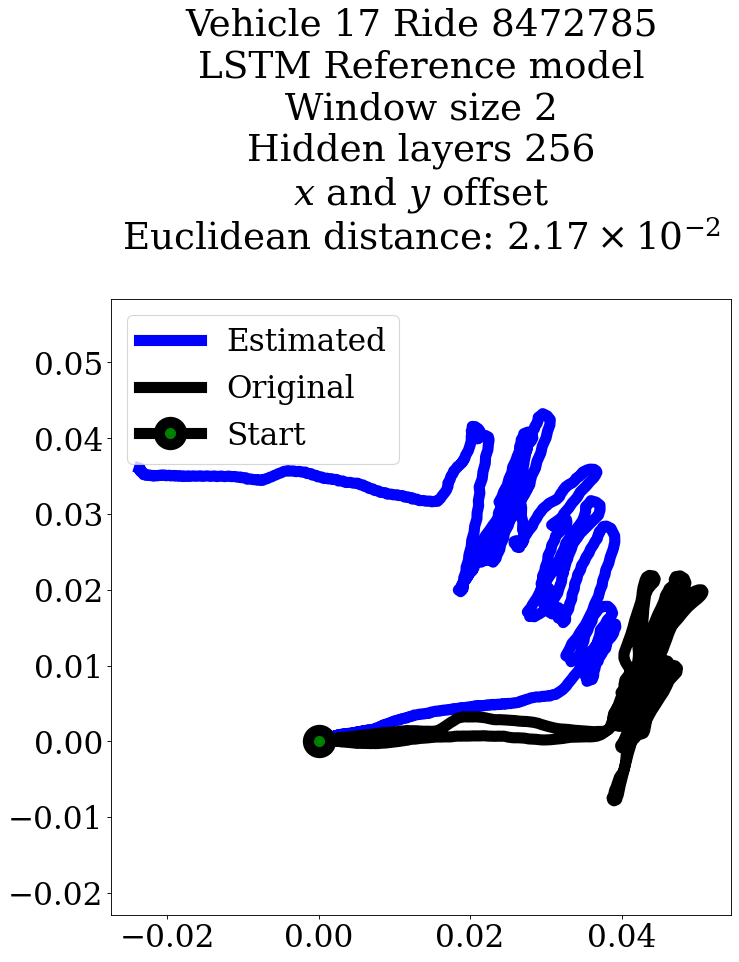 Vehicle 17 Ride 8472785
LSTM Reference model
Window size 2
Hidden layers 256
x and y offset
Euclidean distance: 2.17 × 10⁻²
Estimated
Original
Start
0.05
0.04
0.03
0.02
0.01
0.00
−0.01
−0.02
−0.02 0.00 0.02 0.04